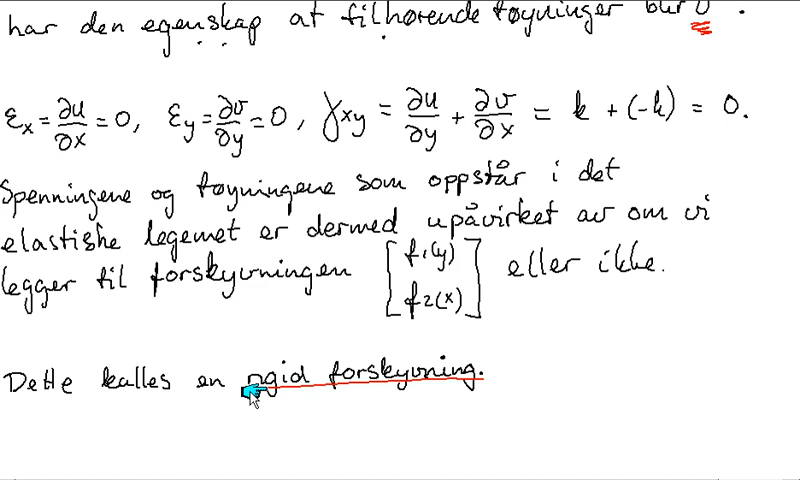 har den egenskap at tilhørende tøyninger blir 0.
εx = ∂u/∂x = 0, εy = ∂v/∂y = 0, γxy = ∂u/∂y + ∂v/∂x = k + (-k) = 0.
Spenningene og tøyningene som oppstår i det
elastiske legemet er dermed upåvirket av om vi
legger til forskyvningen [f1(y) f2(x)] eller ikke.
Dette kalles en rigid forskyvning.